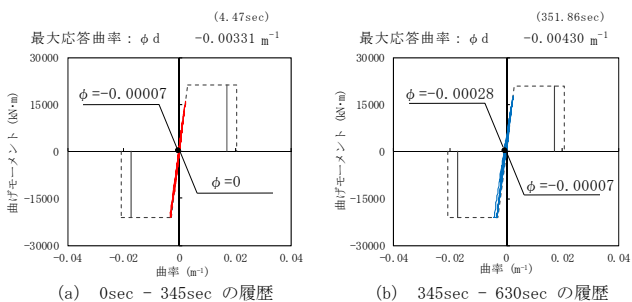 (4.47sec)
最大応答曲率：φd　-0.00331 m⁻¹
30000
15000
0
-15000
-30000
曲げモーメント (kN·m)
φ=-0.00007
φ=0
-0.04
-0.02
0
0.02
0.04
曲率 (m⁻¹)
(a)　0sec - 345sec の履歴
(351.86sec)
最大応答曲率：φd　-0.00430 m⁻¹
30000
15000
0
-15000
-30000
曲げモーメント (kN·m)
φ=-0.00028
φ=-0.00007
-0.04
-0.02
0
0.02
0.04
曲率 (m⁻¹)
(b)　345sec - 630sec の履歴